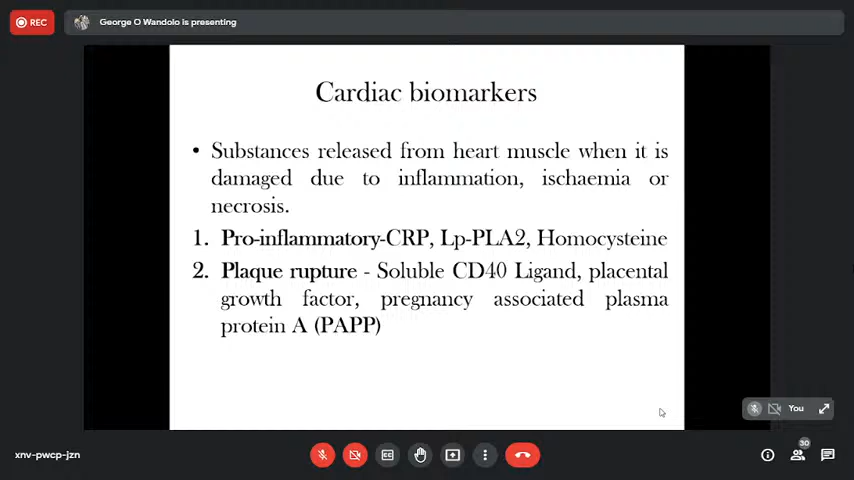 REC
George O Wandolo is presenting
Cardiac biomarkers
• Substances released from heart muscle when it is
damaged due to inflammation, ischaemia or
necrosis.
1. Pro-inflammatory-CRP, Lp-PLA2, Homocysteine
2. Plaque rupture - Soluble CD40 Ligand, placental
growth factor, pregnancy associated plasma
protein A (PAPP)
You
30
xnv-pwcp-jzn